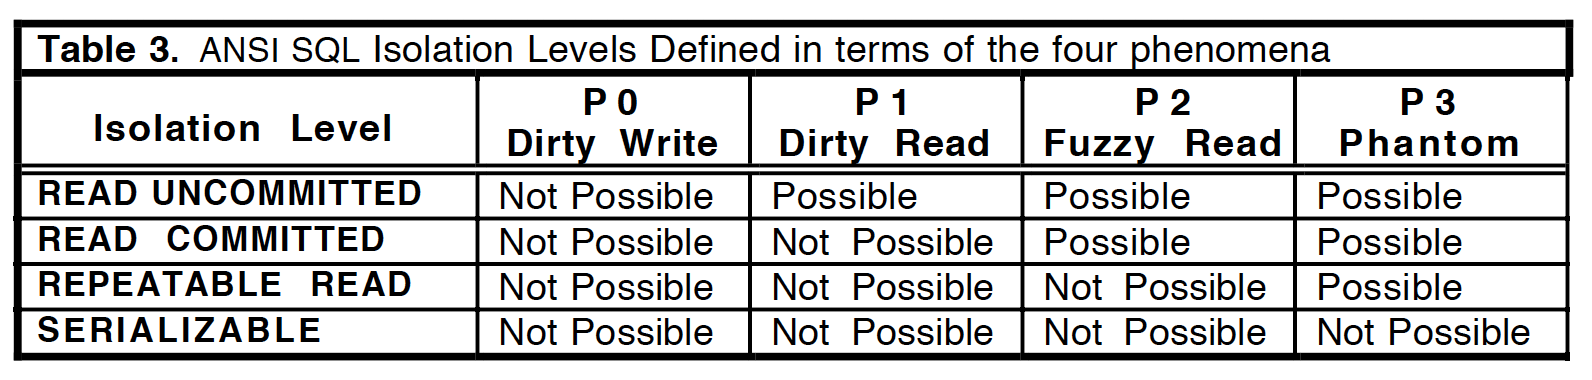 Table 3. ANSI SQL Isolation Levels Defined in terms of the four phenomena
Isolation Level P 0 Dirty Write P 1 Dirty Read P 2 Fuzzy Read P 3 Phantom
READ UNCOMMITTED Not Possible Possible Possible Possible
READ COMMITTED Not Possible Not Possible Possible Possible
REPEATABLE READ Not Possible Not Possible Not Possible Possible
SERIALIZABLE Not Possible Not Possible Not Possible Not Possible